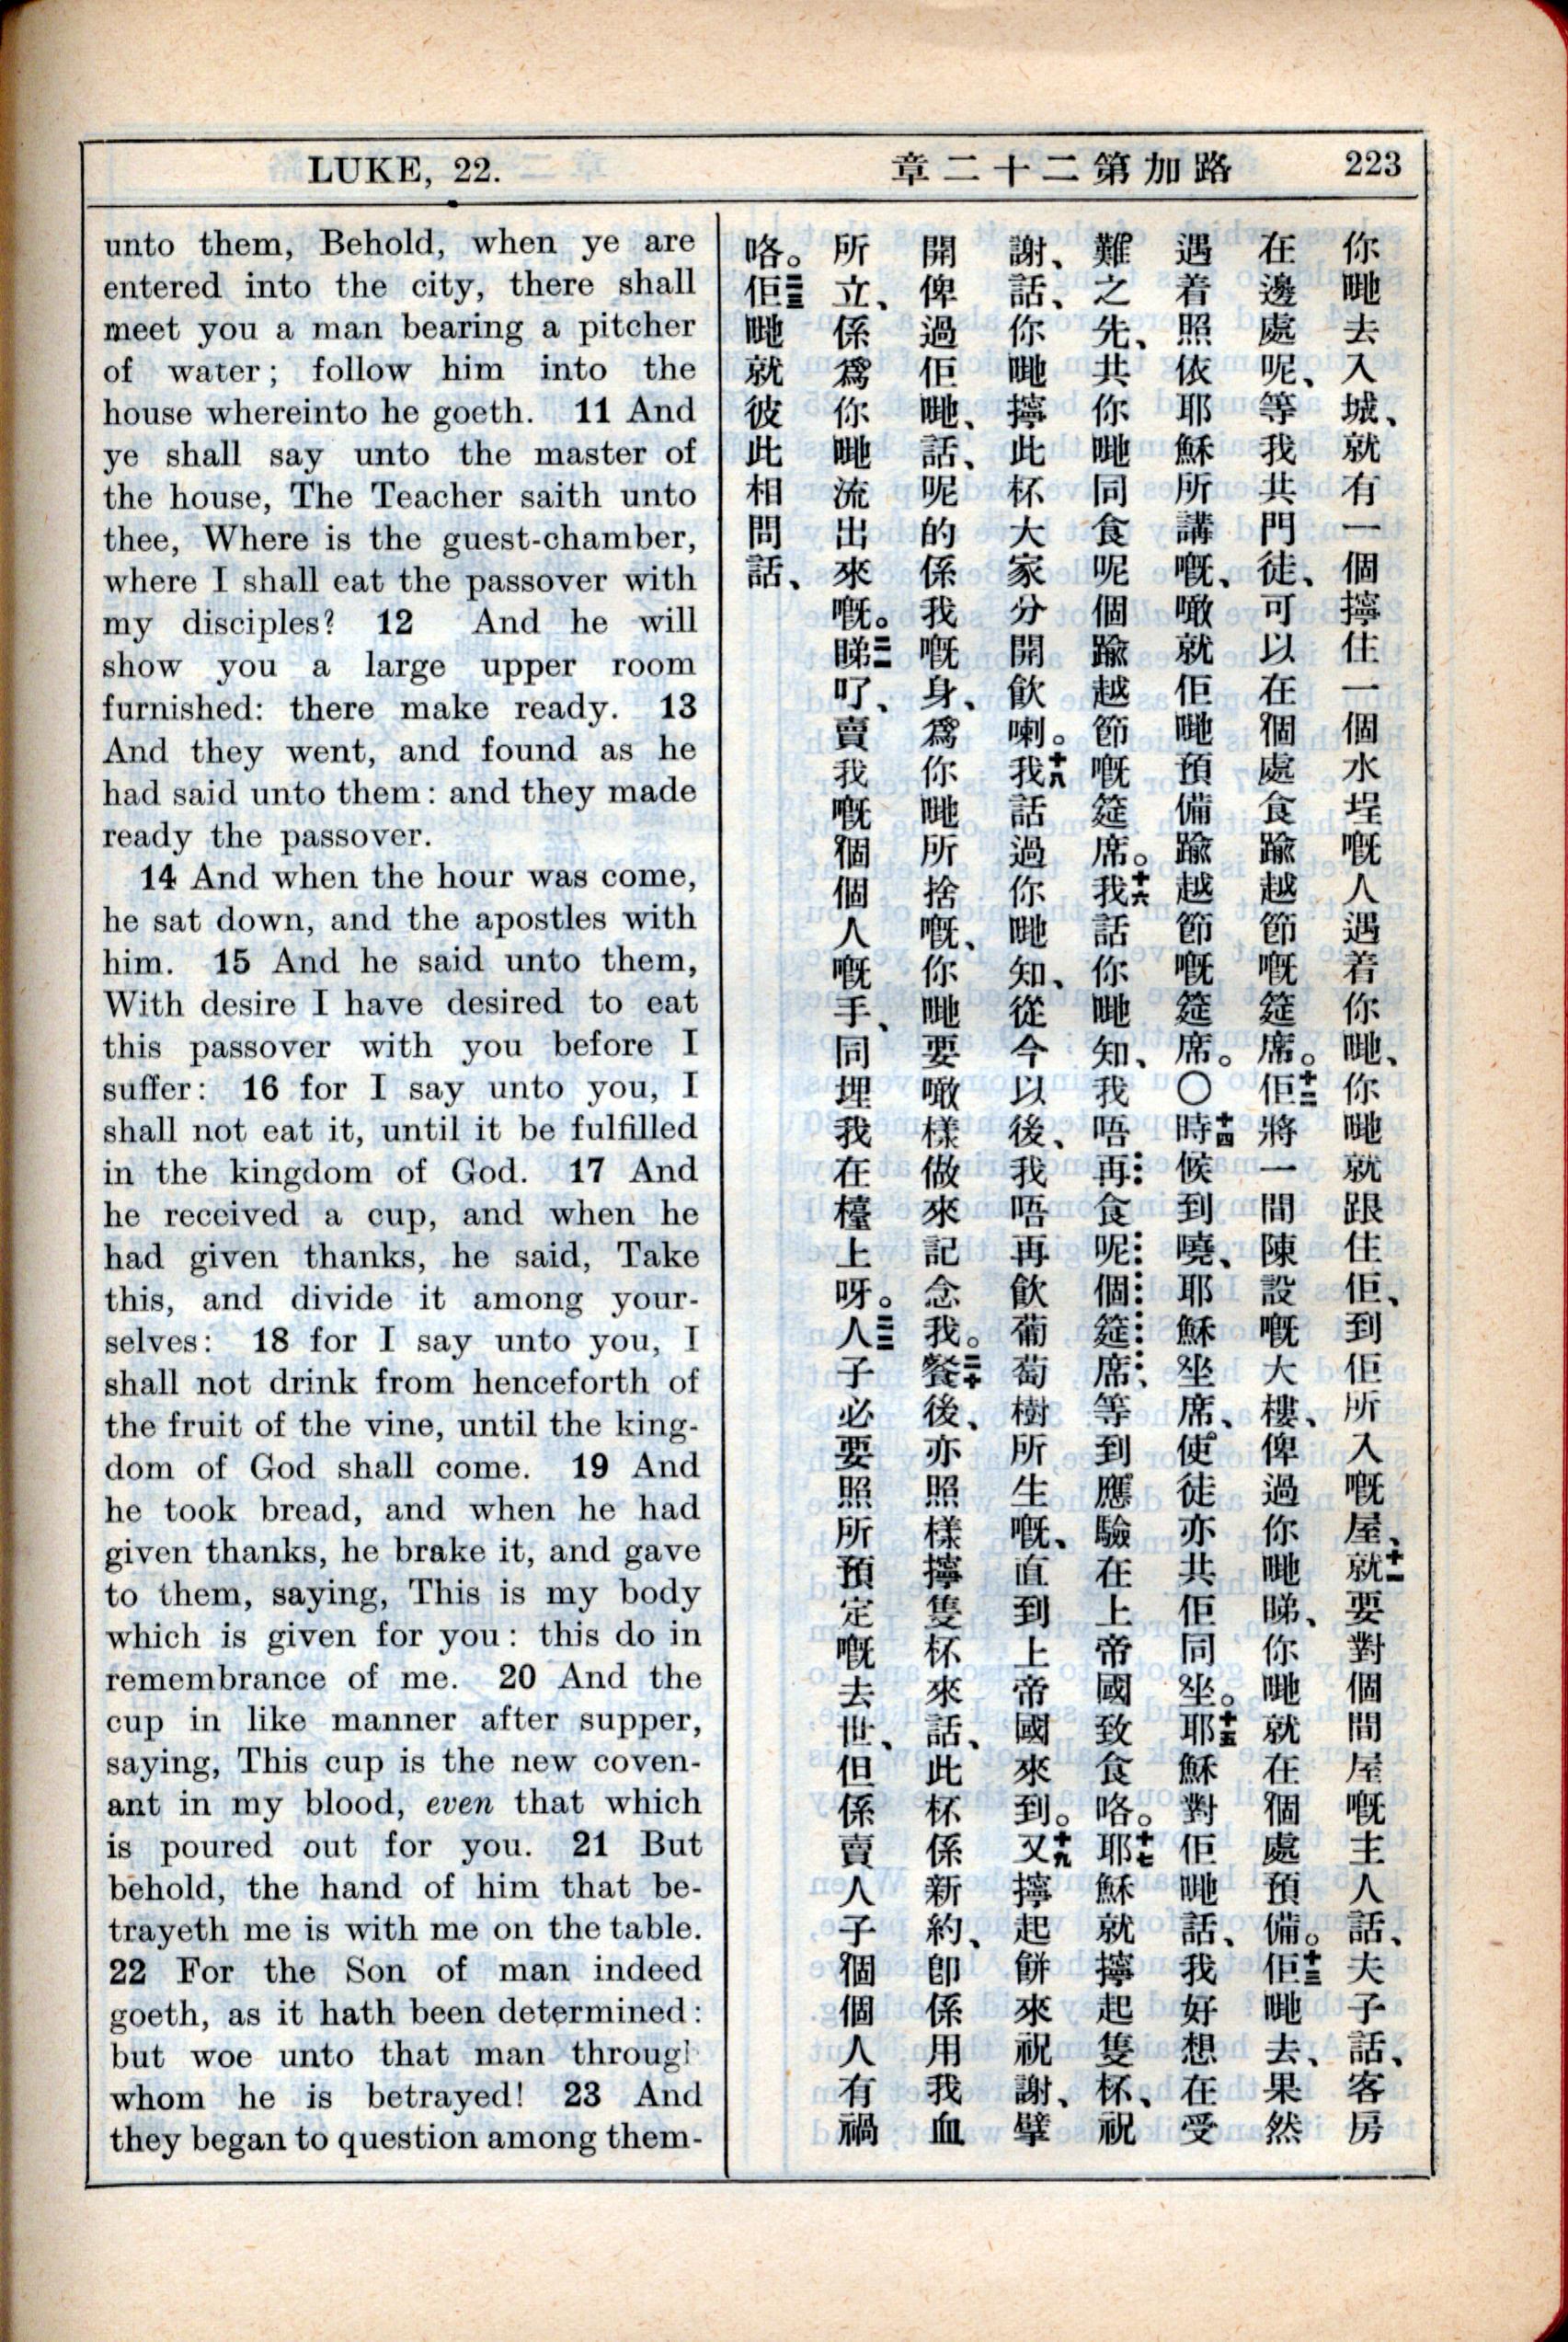 LUKE, 22.
路加第二十二章
223
unto them, Behold, when ye are
entered into the city, there shall
meet you a man bearing a pitcher
of water; follow him into the
house whereinto he goeth. 11 And
ye shall say unto the master of
the house, The Teacher saith unto
thee, Where is the guest-chamber,
where I shall eat the passover with
my disciples? 12 And he will
show you a large upper room
furnished: there make ready. 13
And they went, and found as he
had said unto them: and they made
ready the passover.
14 And when the hour was come,
he sat down, and the apostles with
him. 15 And he said unto them,
With desire I have desired to eat
this passover with you before I
suffer: 16 for I say unto you, I
shall not eat it, until it be fulfilled
in the kingdom of God. 17 And
he received a cup, and when he
had given thanks, he said, Take
this, and divide it among your-
selves: 18 for I say unto you, I
shall not drink from henceforth of
the fruit of the vine, until the king-
dom of God shall come. 19 And
he took bread, and when he had
given thanks, he brake it, and gave
to them, saying, This is my body
which is given for you: this do in
remembrance of me. 20 And the
cup in like manner after supper,
saying, This cup is the new coven-
ant in my blood, even that which
is poured out for you. 21 But
behold, the hand of him that be-
trayeth me is with me on the table.
22 For the Son of man indeed
goeth, as it hath been determined:
but woe unto that man through
whom he is betrayed! 23 And
they began to question among them-
你哋去入城、就有一個擰住一個水埕嘅人遇着你哋、你哋就跟住佢、到佢所入嘅屋、就十一要對個間屋嘅主人話、夫子話、客房
在邊處呢、等我共門徒、可以在個處食踰越節嘅筵席。佢十二將一間陳設嘅大樓、俾過你哋睇、你哋就在個處預備。佢十三哋去、果然
遇着照依耶穌所講嘅、噉就佢哋預備踰越節嘅筵席。〇時十四候到嘵、耶穌坐席、使徒亦共佢同坐。耶十五穌對佢哋話、我好想在受
難之先、共你哋同食呢個踰越節嘅筵席。我十六話你哋知、我唔再食呢個筵席、等到應驗在上帝國致食咯。耶十七穌就擰起隻杯、祝
謝、話、你哋擰此杯大家分開飲喇。我十八話過你哋知、從今以後、我唔再飲葡萄樹所生嘅、直到上帝國來到。又十九擰起餅來祝謝、擘
開俾過佢哋、話、呢的係我嘅身、爲你哋所捨嘅、你哋要噉樣做來記念我。餐二十後、亦照樣擰隻杯來話、此杯係新約、卽係用我血
所立、係爲你哋流出來嘅。睇二一、賣我嘅個個人嘅手、同埋我在檯上呀。人二二子必要照所預定嘅去世、但係賣人子個個人有禍
咯。佢二三哋就彼此相問話、